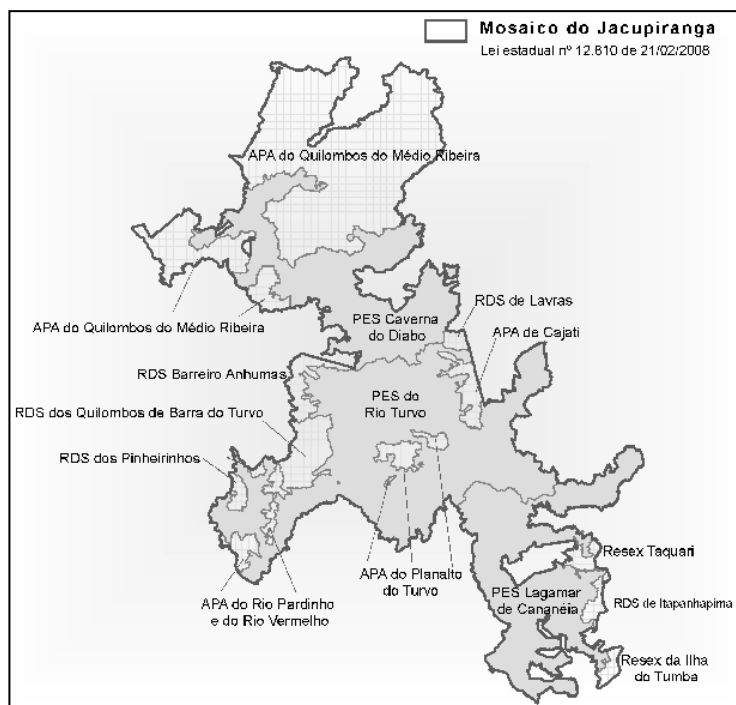 Mosaico do Jacupiranga
Lei estadual nº 12.810 de 21/02/2008
APA do Quilombos do Médio Ribeira
RDS de Lavras
APA do Quilombos do Médio Ribeira
PES Caverna
do Diabo
APA de Cajati
RDS Barreiro Anhumas
PES do
Rio Turvo
RDS dos Quilombos de Barra do Turvo
RDS dos Pinheirinhos
Resex Taquari
APA do Rio Pardinho
e do Rio Vermelho
APA do Planalto
do Turvo
PES Lagamar
de Cananéia
RDS de Itapanhapima
Resex da Ilha
do Tumba